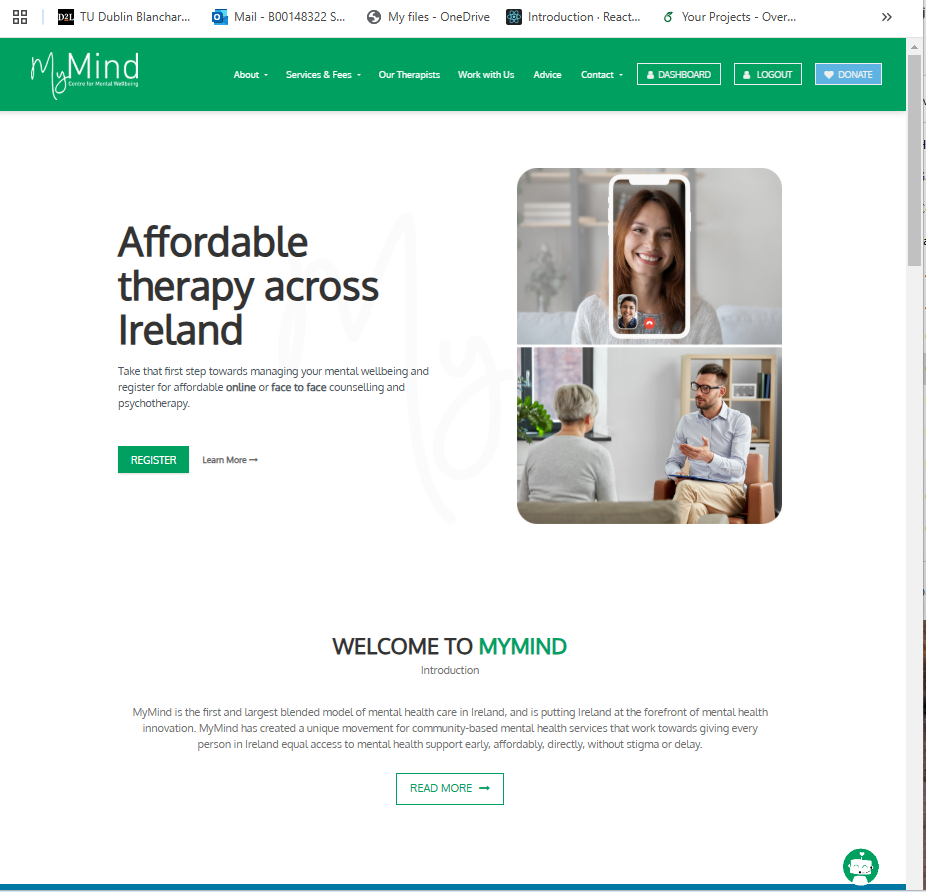 D2L TU Dublin Blanchar... Mail - B00148322 S... My files - OneDrive Introduction · React... Your Projects - Over...
MyMind
Centre for Mental Wellbeing
About Services & Fees Our Therapists Work with Us Advice Contact DASHBOARD LOGOUT DONATE
Affordable
therapy across
Ireland
Take that first step towards managing your mental wellbeing and
register for affordable online or face to face counselling and
psychotherapy.
REGISTER Learn More
My
WELCOME TO MYMIND
Introduction
MyMind is the first and largest blended model of mental health care in Ireland, and is putting Ireland at the forefront of mental health
innovation. MyMind has created a unique movement for community-based mental health services that work towards giving every
person in Ireland equal access to mental health support early, affordably, directly, without stigma or delay.
READ MORE